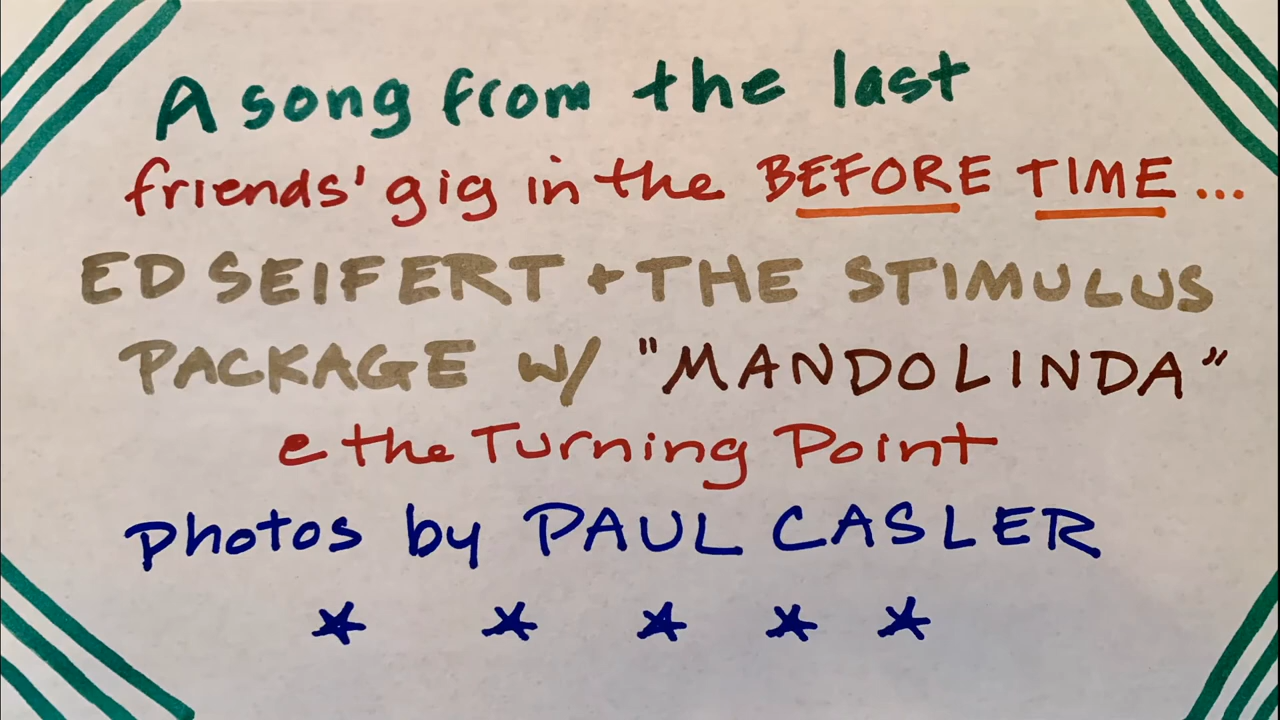 A song from the last
friends' gig in the BEFORE TIME...
ED SEIFERT + THE STIMULUS
PACKAGE w/ "MANDOLINDA"
e the Turning Point
photos by PAUL CASLER